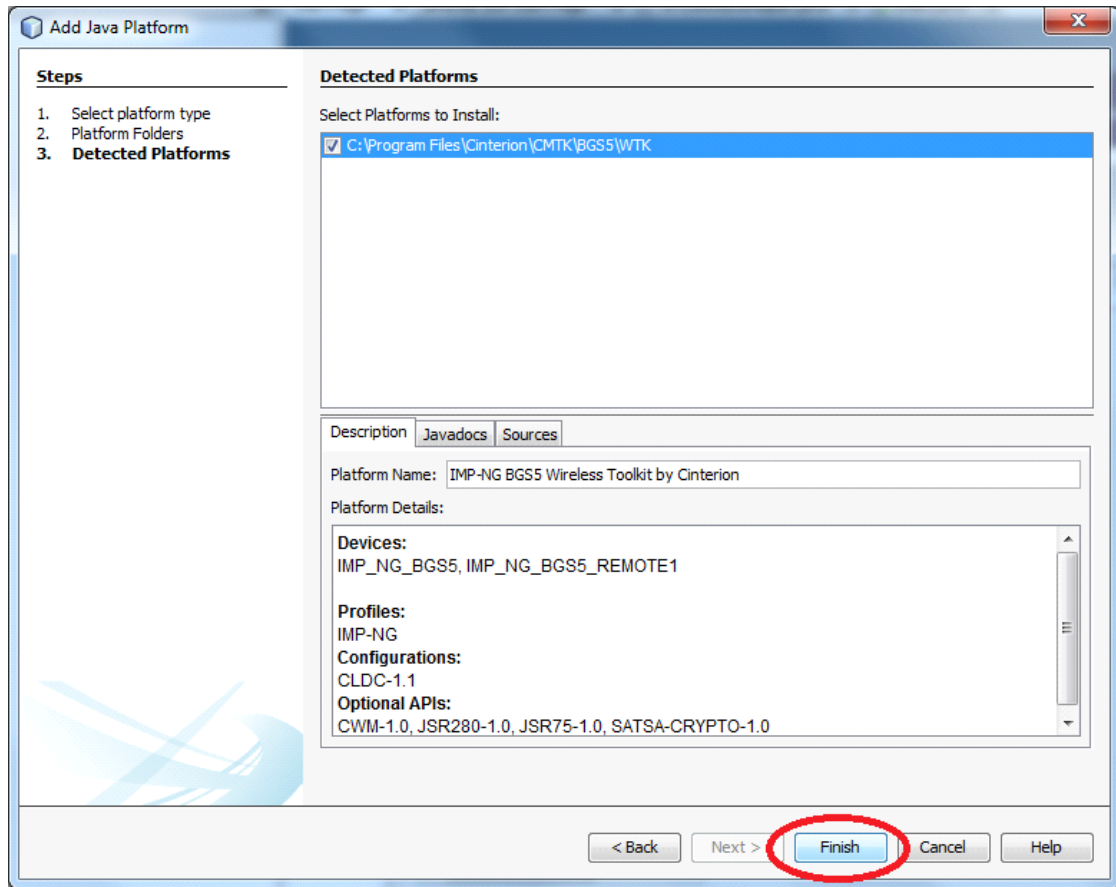 Add Java Platform
Steps
1. Select platform type
2. Platform Folders
3. Detected Platforms
Detected Platforms
Select Platforms to Install:
C:\Program Files\Cinterion\CMTK\BGS5\WTK
Description Javadocs Sources
Platform Name: IMP-NG BGS5 Wireless Toolkit by Cinterion
Platform Details:
Devices:
IMP_NG_BGS5, IMP_NG_BGS5_REMOTE1
Profiles:
IMP-NG
Configurations:
CLDC-1.1
Optional APIs:
CWM-1.0, JSR280-1.0, JSR75-1.0, SATSA-CRYPTO-1.0
< Back Next > Finish Cancel Help